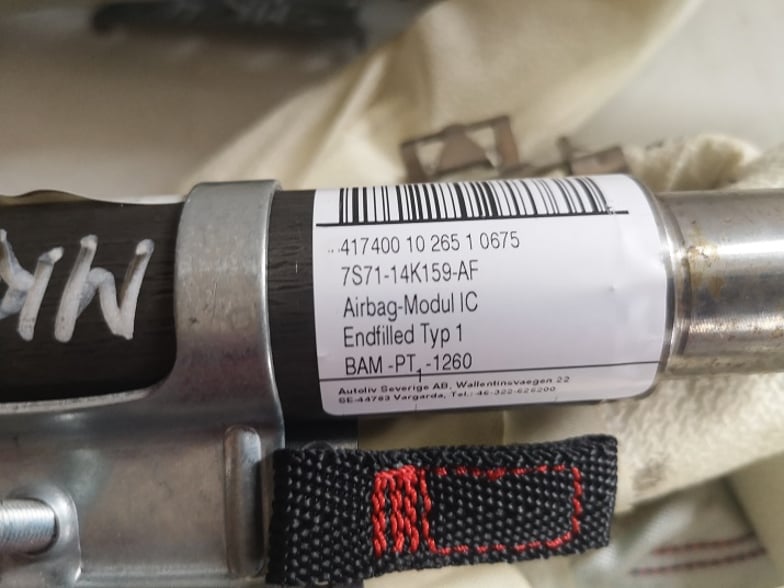 417400 10 265 1 0675
7S71-14K159-AF
Airbag-Modul IC
Endfilled Typ 1
BAM -PT, -1260
Autoliv Sverige AB, Wallentinsvaegen 22
SE-44783 Vargarda, Tel.: 46-322-626200